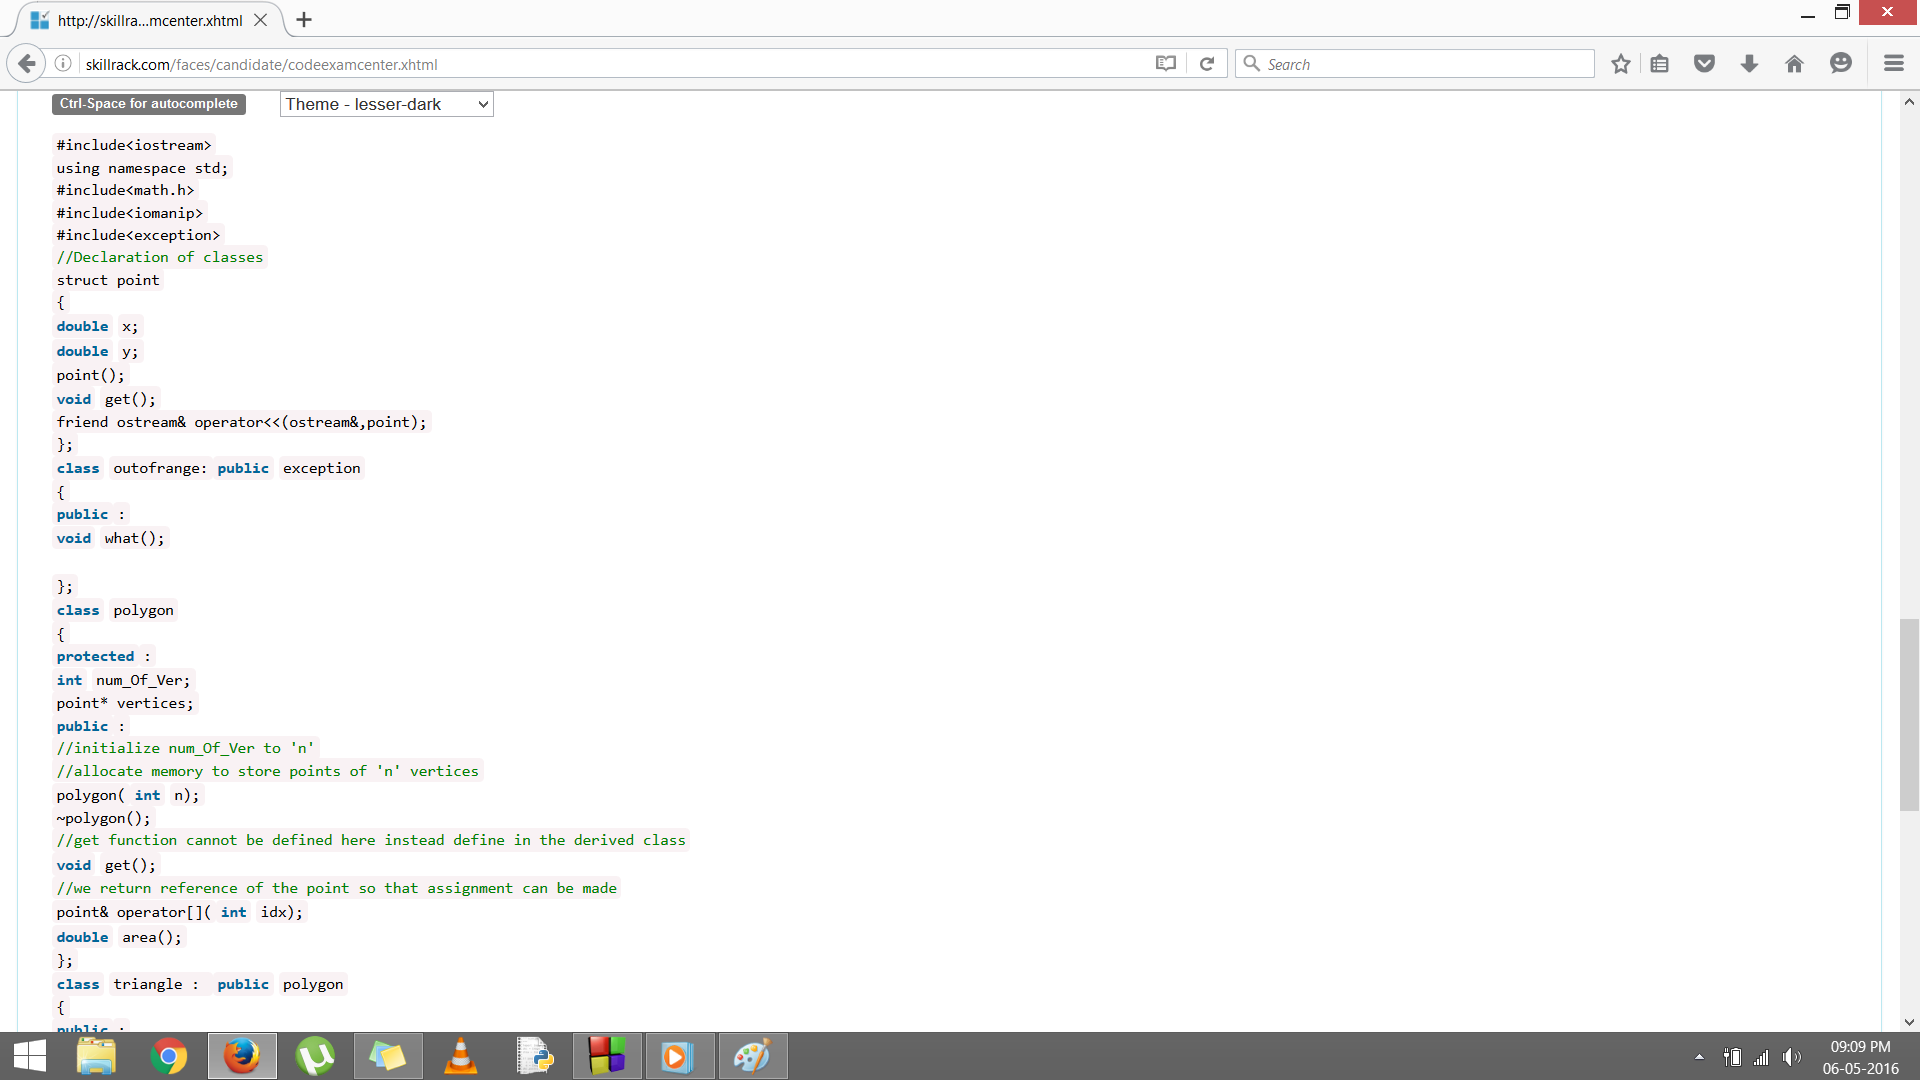 http://skillra...mcenter.xhtml
skillrack.com/faces/candidate/codeexamcenter.xhtml
Search
Ctrl-Space for autocomplete
Theme - lesser-dark
#include<iostream>
using namespace std;
#include<math.h>
#include<iomanip>
#include<exception>
//Declaration of classes
struct point
{
double x;
double y;
point();
void get();
friend ostream& operator<<(ostream&,point);
};
class outofrange: public exception
{
public :
void what();
};
class polygon
{
protected :
int num_Of_Ver;
point* vertices;
public :
//initialize num_Of_Ver to 'n'
//allocate memory to store points of 'n' vertices
polygon( int n);
~polygon();
//get function cannot be defined here instead define in the derived class
void get();
//we return reference of the point so that assignment can be made
point& operator[]( int idx);
double area();
};
class triangle : public polygon
{
public :
09:09 PM
06-05-2016